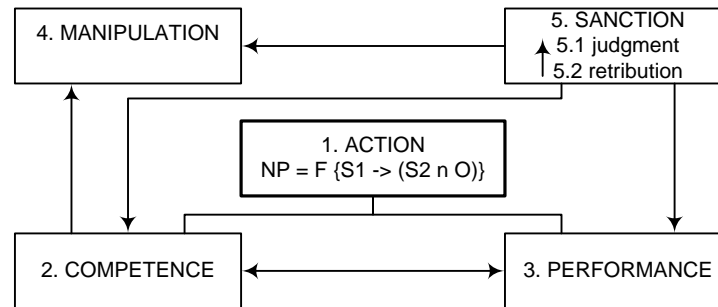 4. MANIPULATION
5. SANCTION
5.1 judgment
5.2 retribution
1. ACTION
NP = F {S1 -> (S2 n O)}
2. COMPETENCE
3. PERFORMANCE